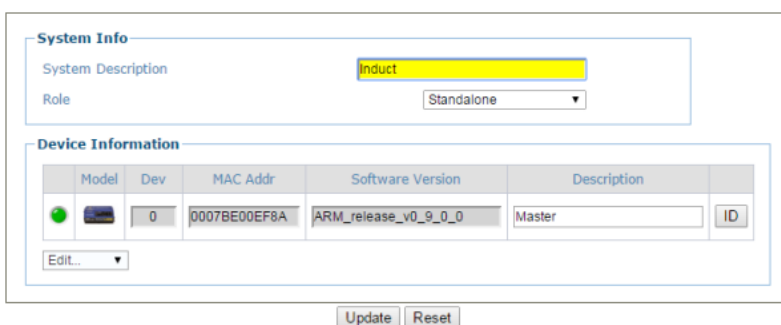 System Info
System Description Induct
Role Standalone
Device Information
Model Dev MAC Addr Software Version Description
0 0007BE00EF8A ARM_release_v0_9_0_0 Master ID
Edit...
Update Reset